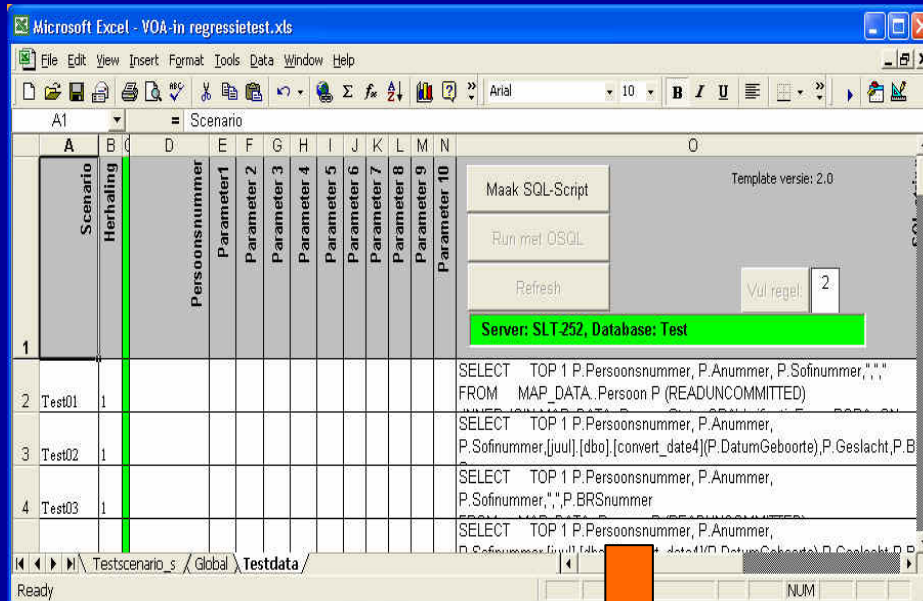 Microsoft Excel - VOA-in regressietest.xls
File Edit View Insert Format Tools Data Window Help
Arial 10 B I U
A1 = Scenario
A B C D E F G H I J K L M N O
1 Scenario Herhaling Persoonsnummer Parameter1 Parameter 2 Parameter 3 Parameter 4 Parameter 5 Parameter 6 Parameter 7 Parameter 8 Parameter 9 Parameter 10
Maak SQL-Script
Template versie: 2.0
Run met OSQL
Refresh
Vul regel: 2
Server: SLT-252, Database: Test
SELECT TOP 1 P.Persoonsnummer, P.Anummer, P.Sofinummer,",",
2 Test01 1 FROM MAP_DATA..Persoon P (READUNCOMMITTED)
SELECT TOP 1 P.Persoonsnummer, P.Anummer,
3 Test02 1 P.Sofinummer,[juul].[dbo].[convert_date4](P.DatumGeboorte),P.Geslacht,P.B
SELECT TOP 1 P.Persoonsnummer, P.Anummer,
4 Test03 1 P.Sofinummer,",",P.BRSnummer
SELECT TOP 1 P.Persoonsnummer, P.Anummer,
Testscenario_s Global Testdata
Ready NUM